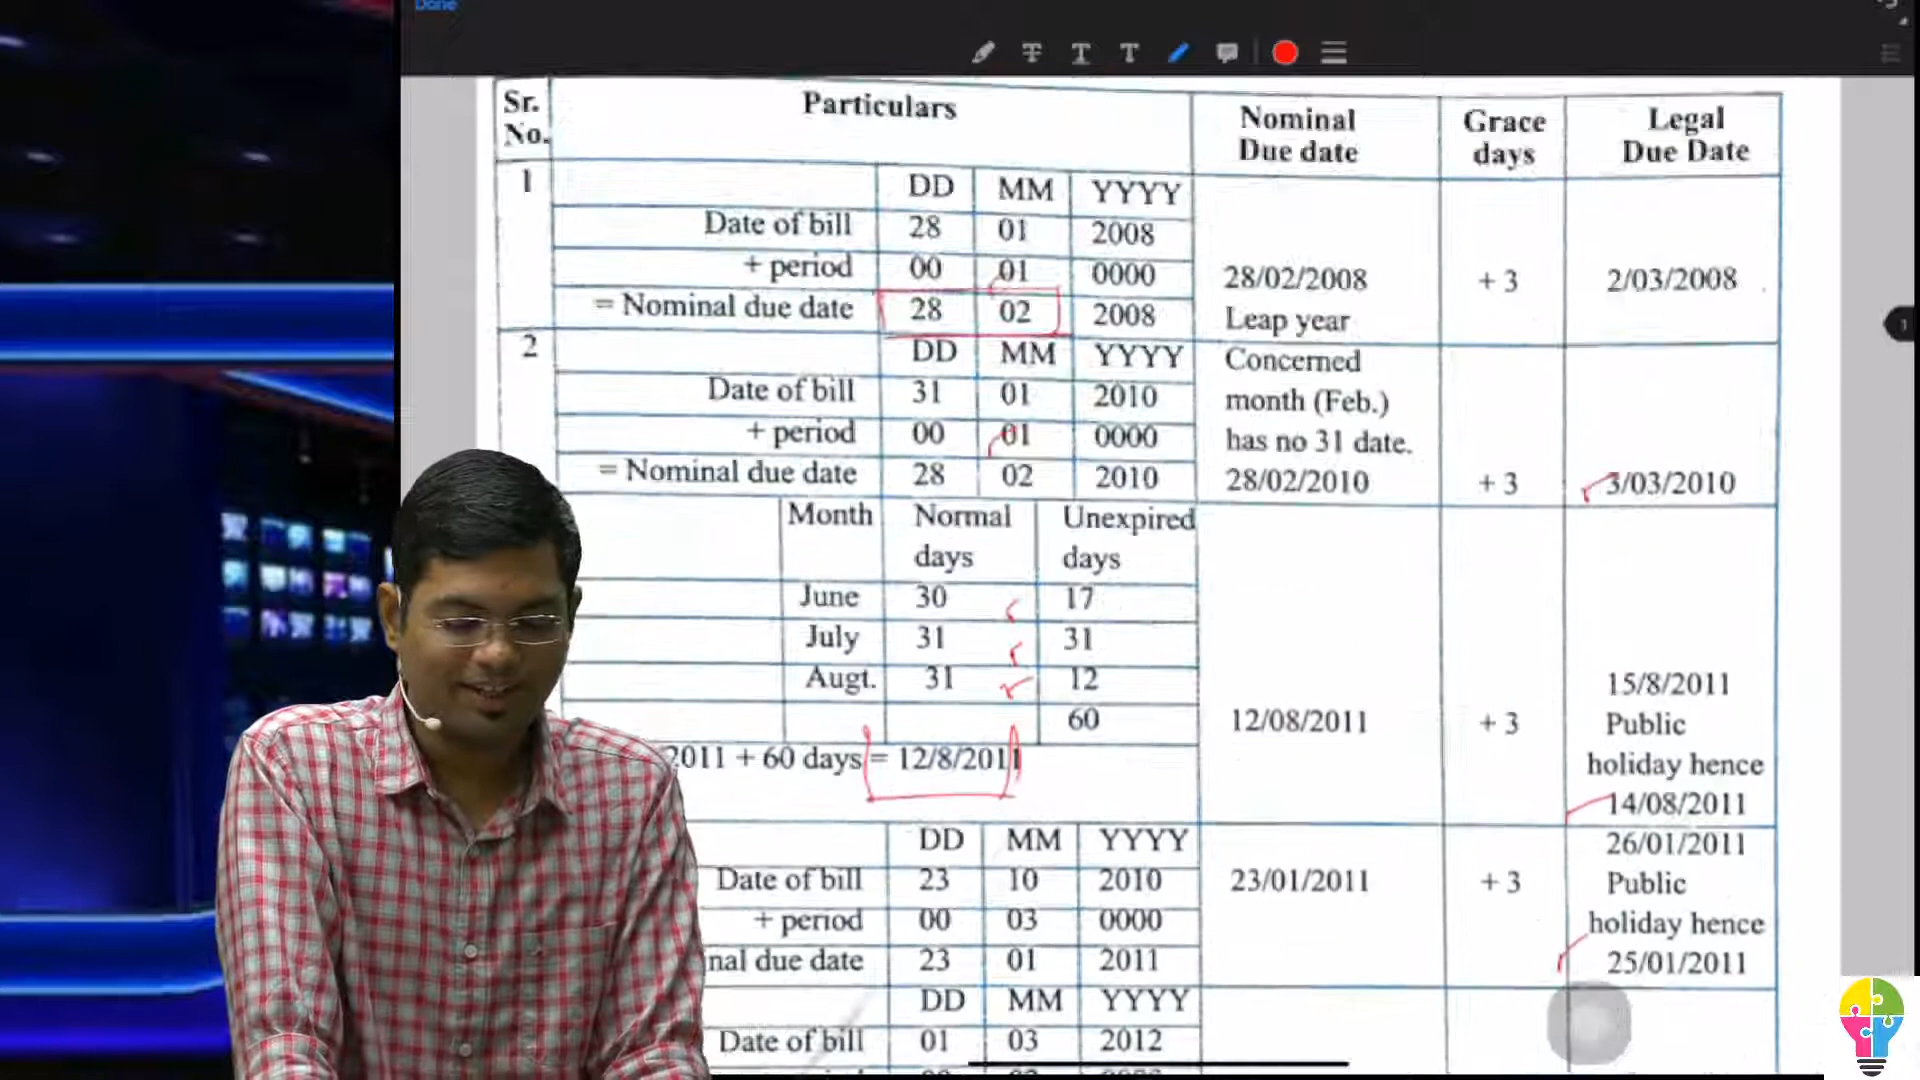 Done
Sr. No. Particulars Nominal Due date Grace days Legal Due Date
1 DD MM YYYY
Date of bill 28 01 2008
+ period 00 01 0000 28/02/2008 + 3 2/03/2008
= Nominal due date 28 02 2008 Leap year
2 DD MM YYYY Concerned
Date of bill 31 01 2010 month (Feb.)
+ period 00 01 0000 has no 31 date.
= Nominal due date 28 02 2010 28/02/2010 + 3 3/03/2010
Month Normal days Unexpired days
June 30 17
July 31 31
Augt. 31 12 15/8/2011
60 12/08/2011 + 3 Public
2011 + 60 days = 12/8/2011 holiday hence
14/08/2011
DD MM YYYY 26/01/2011
Date of bill 23 10 2010 23/01/2011 + 3 Public
+ period 00 03 0000 holiday hence
nal due date 23 01 2011 25/01/2011
DD MM YYYY
Date of bill 01 03 2012